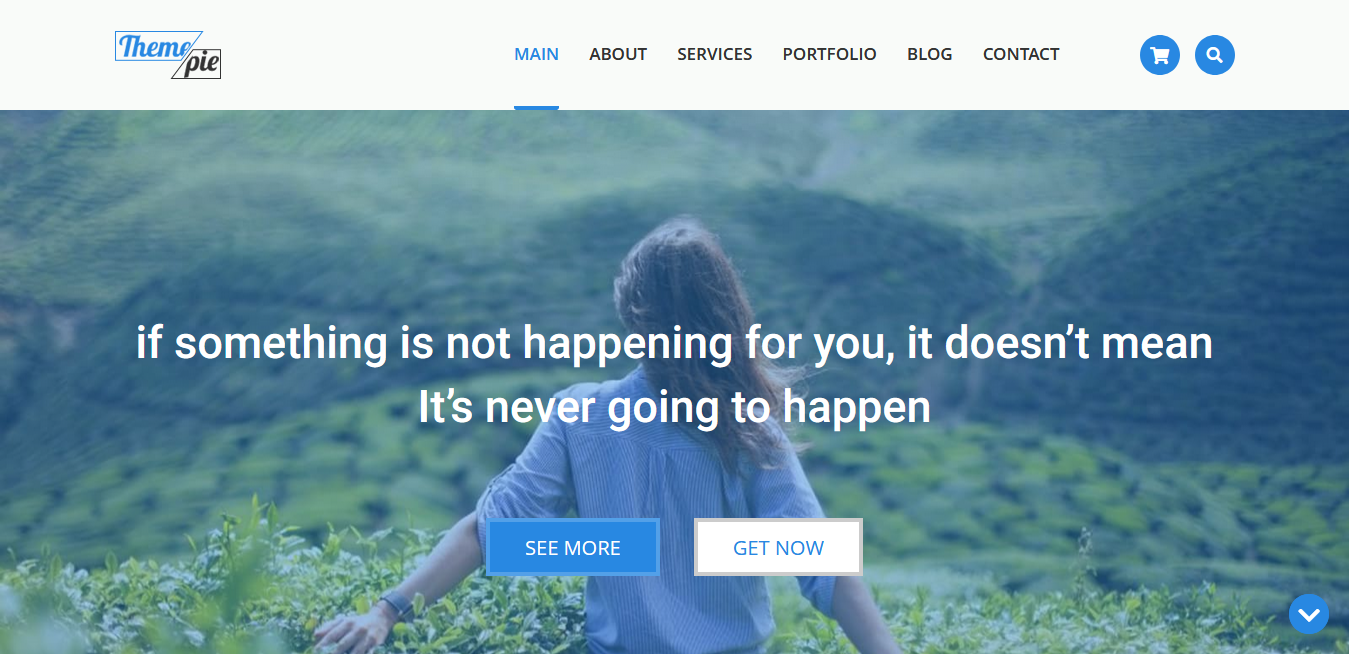 Theme
pie
MAIN ABOUT SERVICES PORTFOLIO BLOG CONTACT
if something is not happening for you, it doesn’t mean
It’s never going to happen
SEE MORE GET NOW